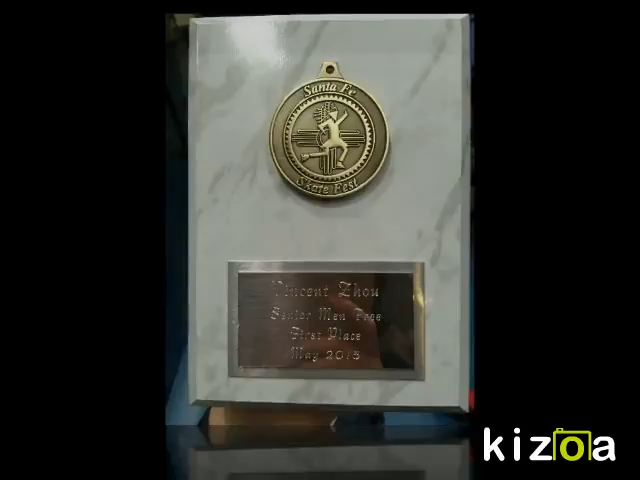 Santa Fe
Skate Fest
Vincent Zhou
Senior Men Free
First Place
May 2015
kizoa